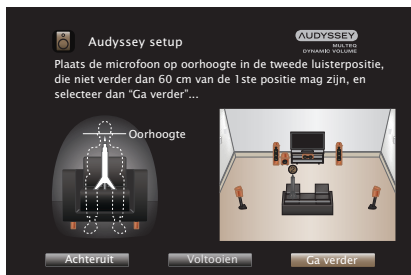 Audyssey setup
AUDYSSEY
MULTEQ
DYNAMIC VOLUME
Plaats de microfoon op oorhoogte in de tweede luisterpositie,
die niet verder dan 60 cm van de 1ste positie mag zijn, en
selecteer dan “Ga verder”...
Oorhoogte
Achteruit
Voltooien
Ga verder